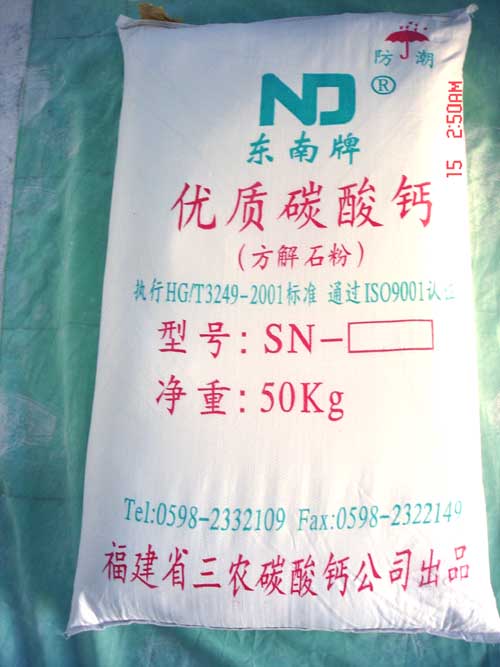 防潮
ND®
东南牌
优质碳酸钙
(方解石粉)
执行HG/T3249-2001标准 通过ISO9001认证
型号: SN-
净重: 50Kg
Tel:0598-2332109 Fax:0598-2322149
福建省三农碳酸钙公司出品
15 2:50AM